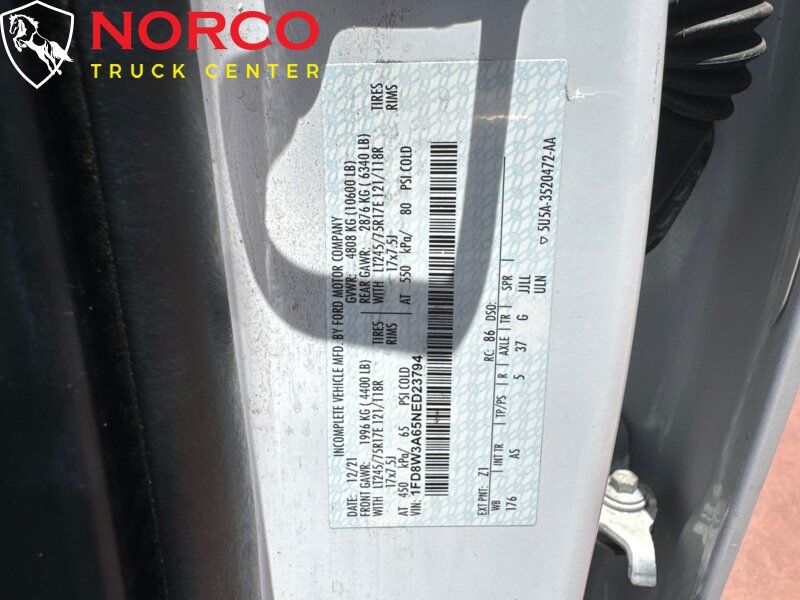 NORCO
TRUCK CENTER
INCOMPLETE VEHICLE MFD. BY FORD MOTOR COMPANY
DATE: 12/21 GVWR: 4808 KG (10600 LB)
FRONT GAWR: 1996 KG (4400 LB) REAR GAWR: 2876 KG (6340 LB)
WITH LT245/75R17E 121/118R TIRES WITH LT245/75R17E 121/118R TIRES
17x7.5J RIMS 17x7.5J RIMS
AT 450 kPa/ 65 PSI COLD AT 550 kPa/ 80 PSI COLD
VIN: 1FD8W3A65NED23794
EXT PNT: Z1 RC: 86 DSO:
WB INT TR TP/PS R AXLE TR SPR
176 AS 5 37 G JJLL
ULN
▽ 5U5A-3520472-AA